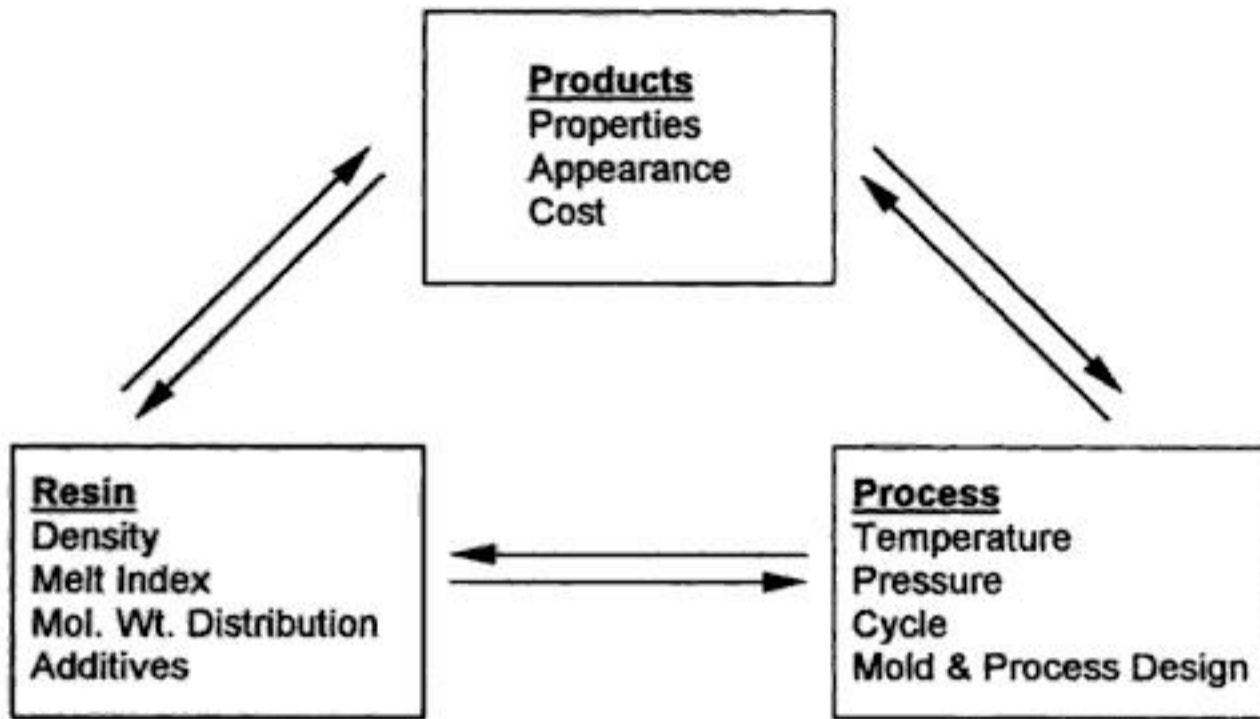 Products
Properties
Appearance
Cost
Resin
Density
Melt Index
Mol. Wt. Distribution
Additives
Process
Temperature
Pressure
Cycle
Mold & Process Design